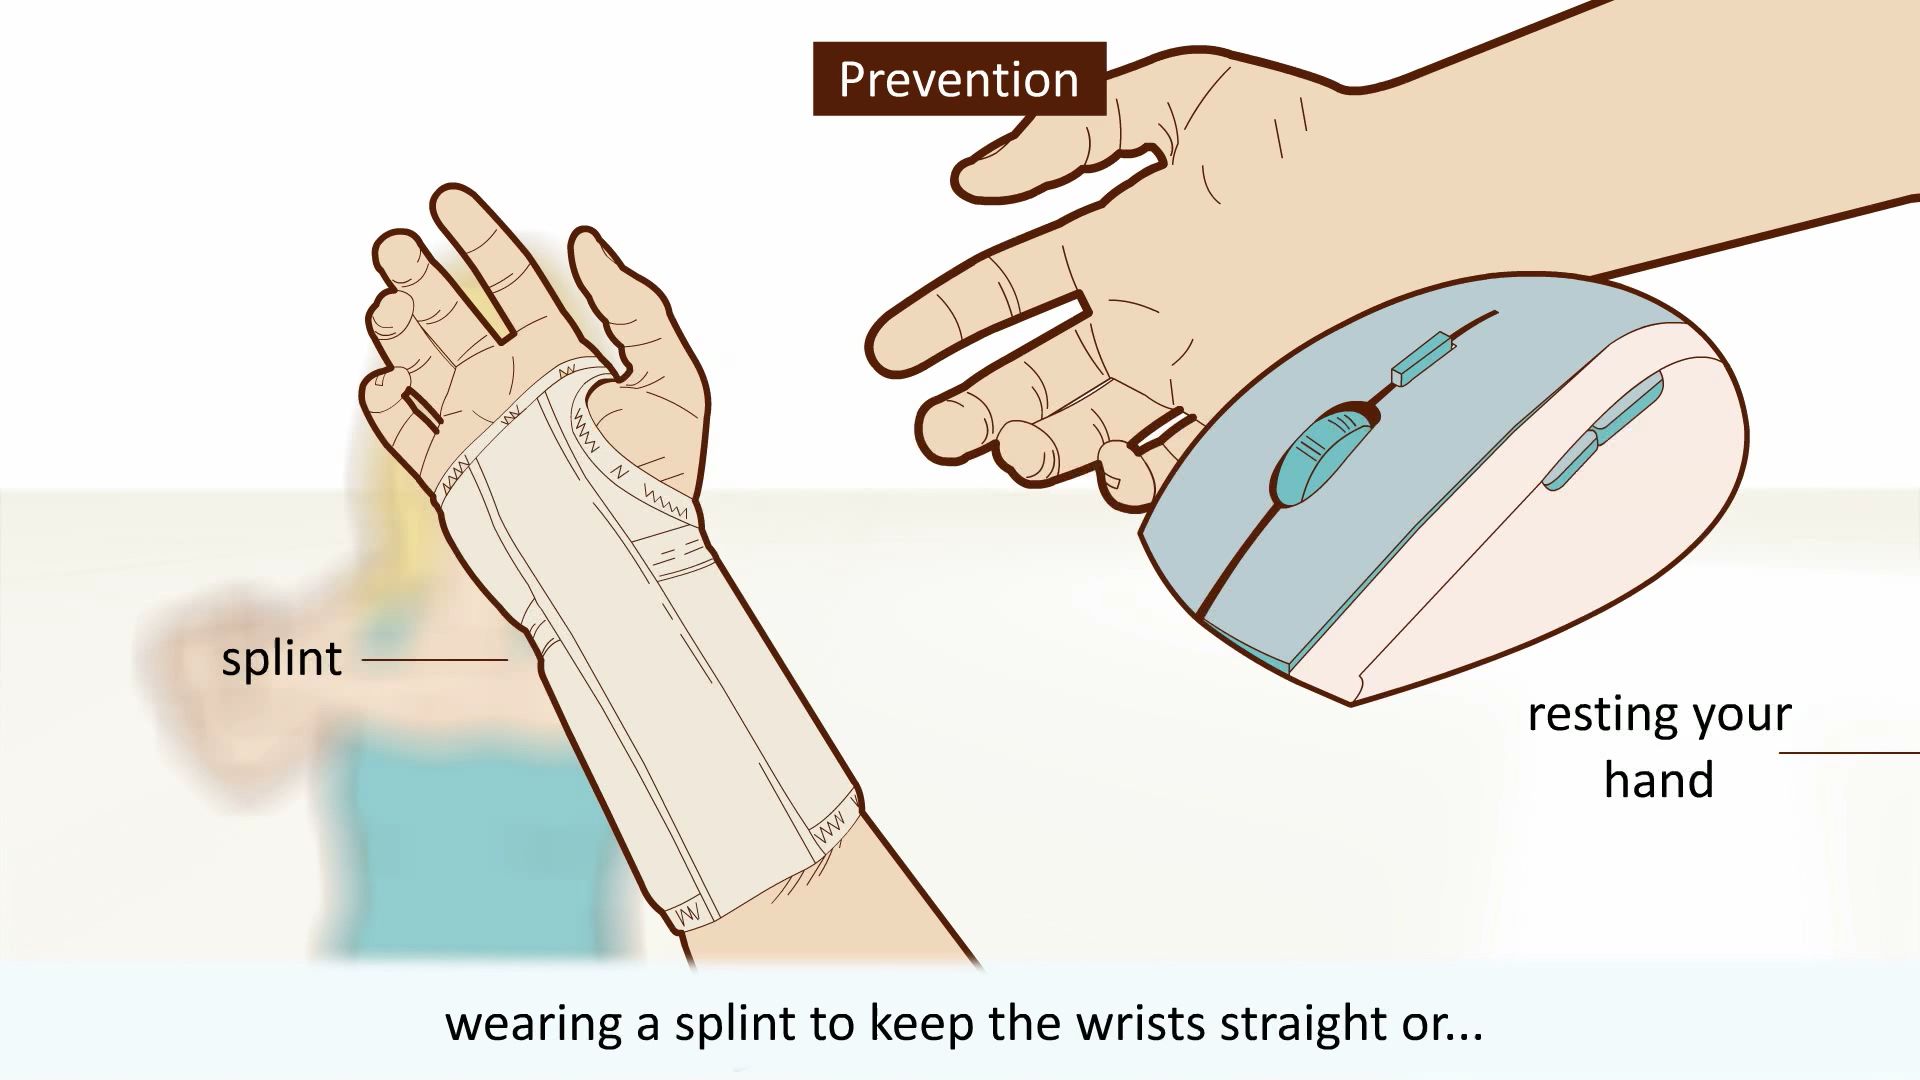 Prevention
splint
resting your
hand
wearing a splint to keep the wrists straight or...